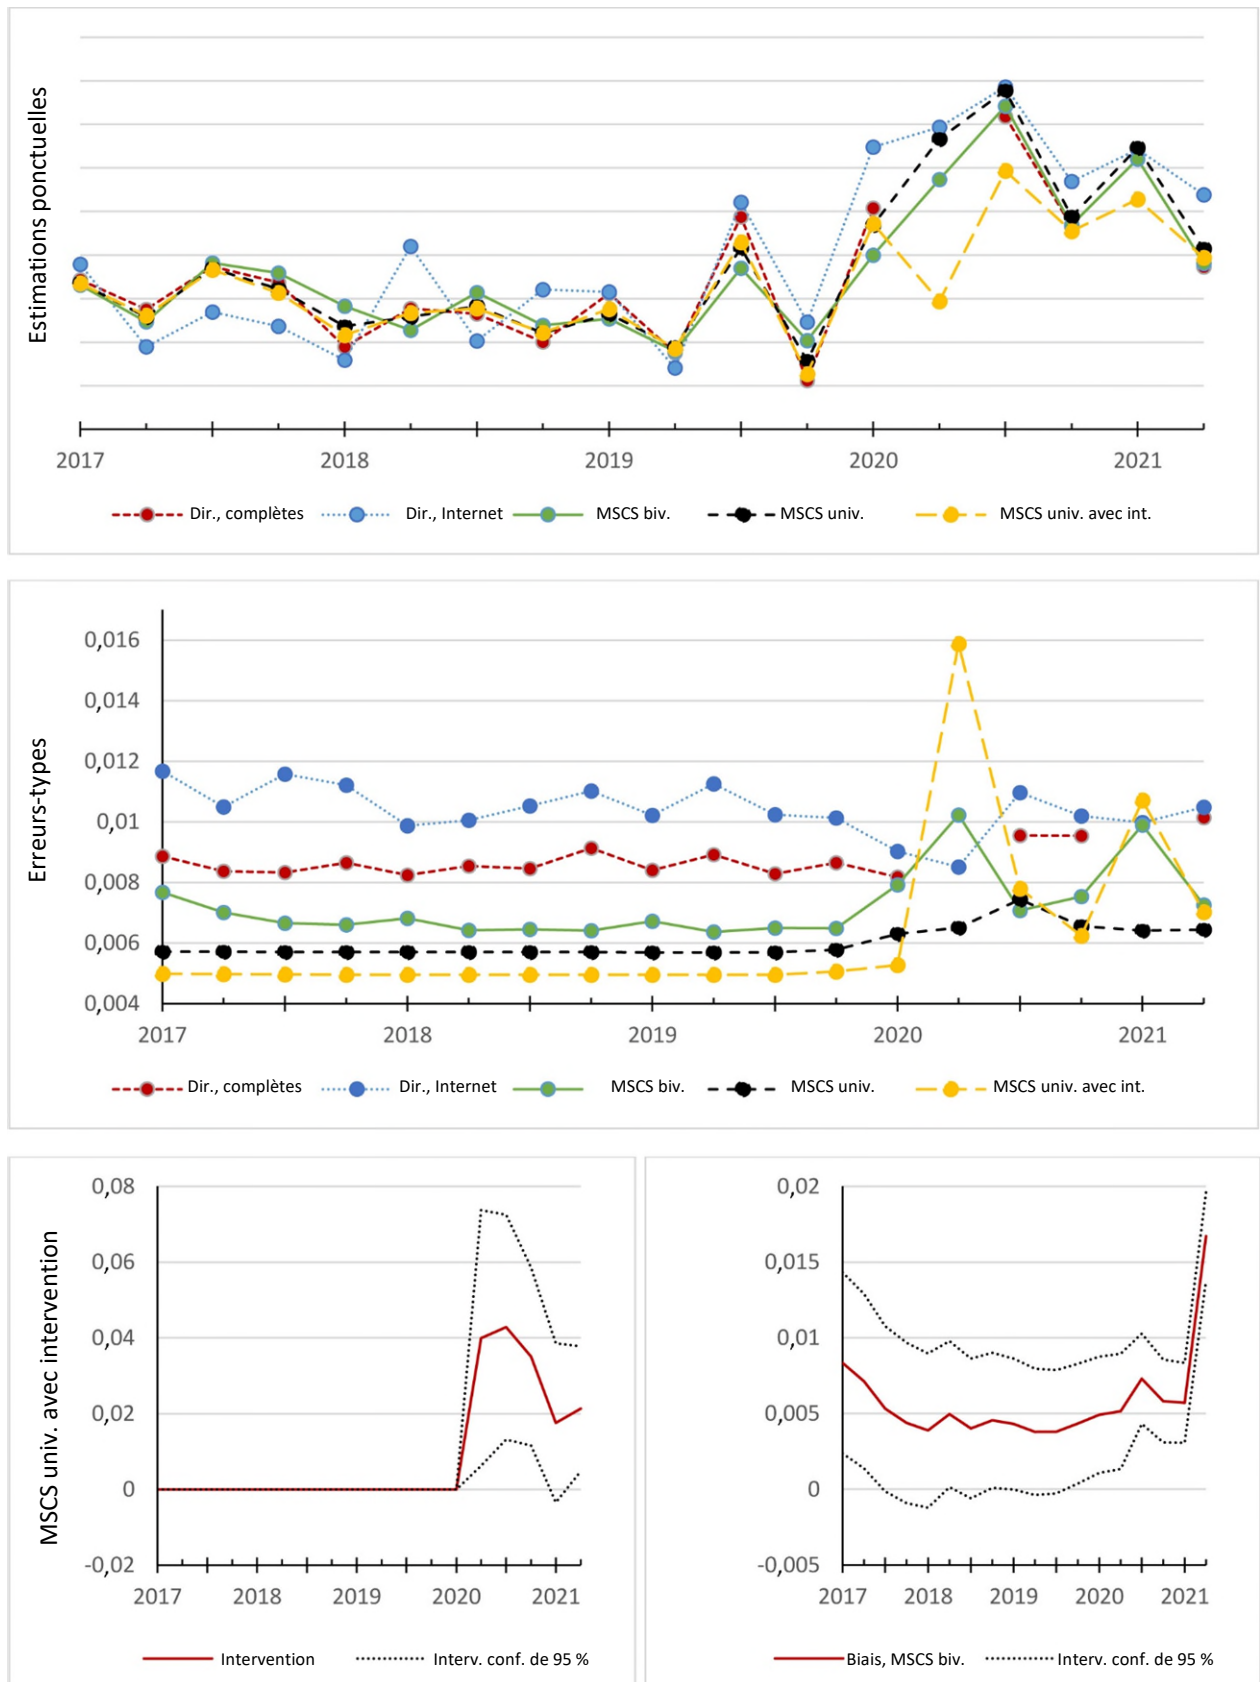 Estimations ponctuelles
2017 2018 2019 2020 2021
Dir., complètes Dir., Internet MSCS biv. MSCS univ. MSCS univ. avec int.
Erreurs-types
0,016
0,014
0,012
0,01
0,008
0,006
0,004
2017 2018 2019 2020 2021
Dir., complètes Dir., Internet MSCS biv. MSCS univ. MSCS univ. avec int.
MSCS univ. avec intervention
0,08
0,06
0,04
0,02
0
-0,02
2017 2018 2019 2020 2021
Intervention Interv. conf. de 95 %
0,02
0,015
0,01
0,005
0
-0,005
2017 2018 2019 2020 2021
Biais, MSCS biv. Interv. conf. de 95 %